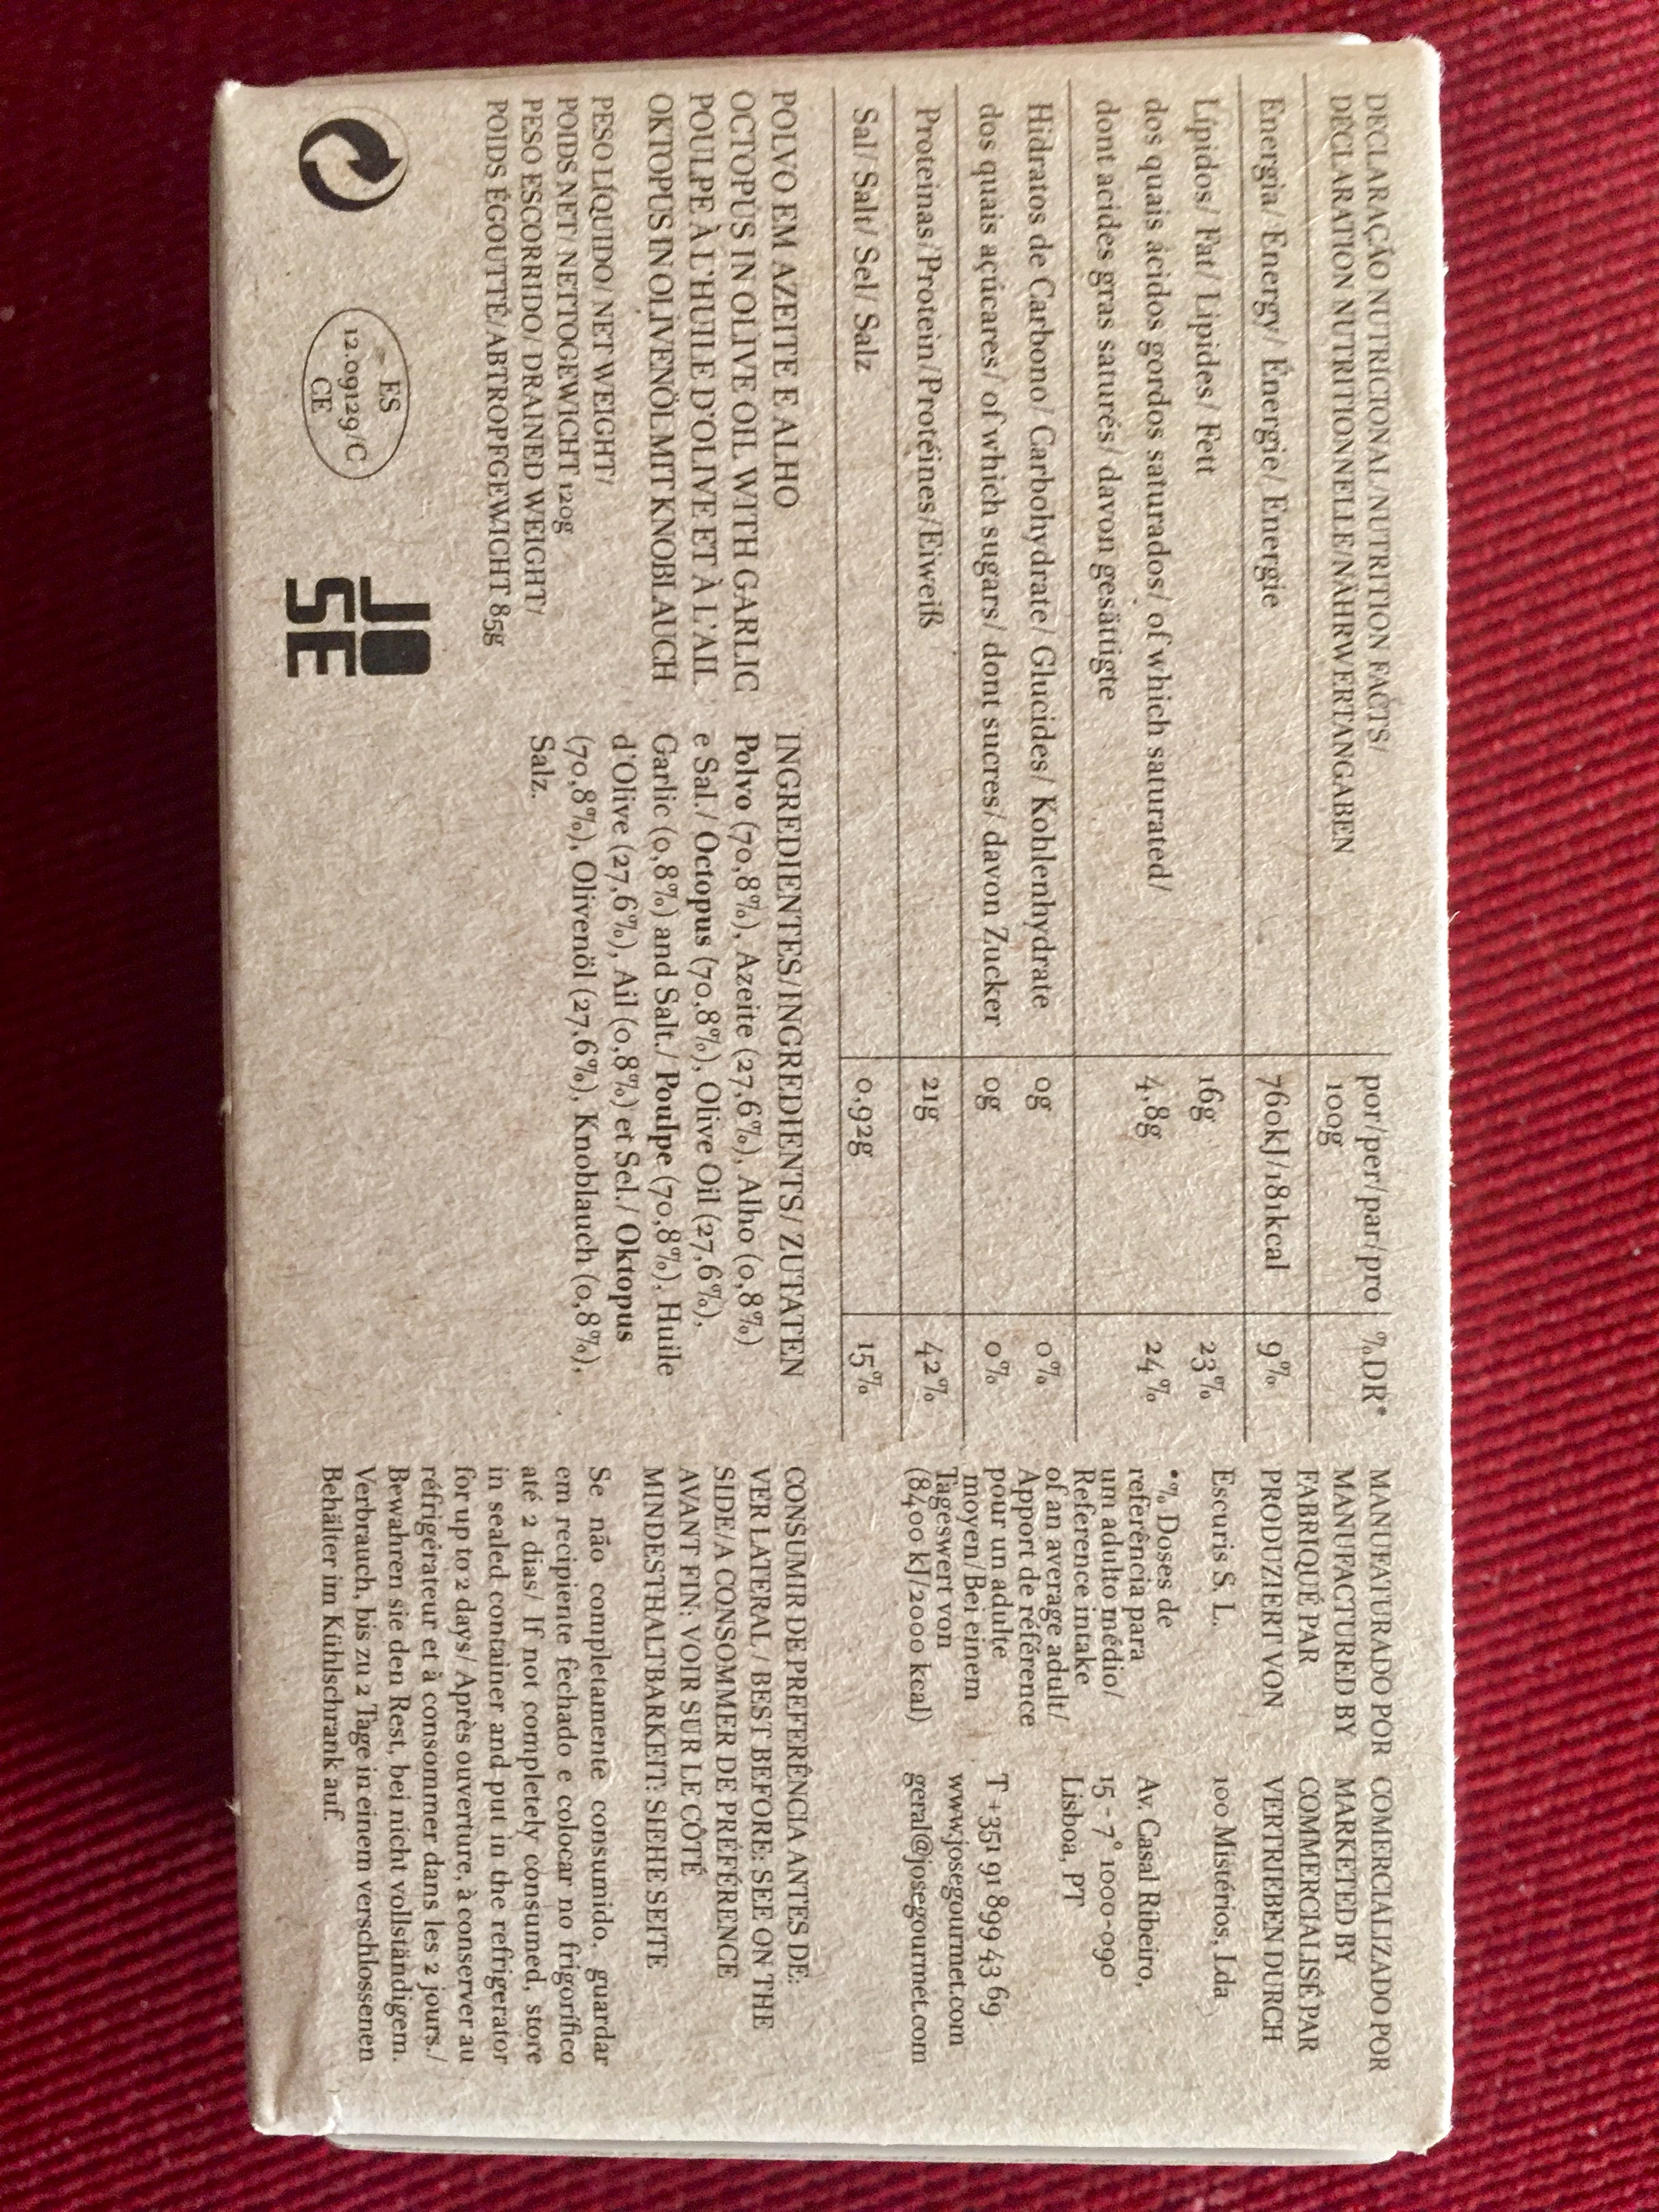 DECLARAÇÃO NUTRICIONAL/NUTRITION FACTS/
DÉCLARATION NUTRITIONNELLE/NÄHRWERTANGABEN
por/per/par/pro
100g
%DR*
Energia/ Energy/ Énergie/ Energie 760kJ/181kcal 9%
Lípidos/ Fat/ Lipides/ Fett 16g 23%
dos quais ácidos gordos saturados/ of which saturated/ 4,8g 24%
dont acides gras saturés/ davon gesättigte
Hidratos de Carbono/ Carbohydrate/ Glucides/ Kohlenhydrate 0g 0%
dos quais açúcares/ of which sugars/ dont sucres/ davon Zucker 0g 0%
Proteinas/Protein/Protéines/Eiweiß 21g 42%
Sal/ Salt/ Sel/ Salz 0,92g 15%
MANUFATURADO POR
MANUFACTURED BY
FABRIQUÉ PAR
PRODUZIERT VON
Escuris S. L.
*% Doses de
referência para
um adulto médio/
Reference intake
of an average adult/
Apport de référence
pour un adulte
moyen/Bei einem
Tageswert von
(8400 kJ/2000 kcal)
COMERCIALIZADO POR
MARKETED BY
COMMERCIALISÉ PAR
VERTRIEBEN DURCH
100 Mistérios, Lda
Av. Casal Ribeiro,
15 - 7° 1000-090
Lisboa, PT
T +351 91 899 43 69
www.josegourmet.com
geral@josegourmet.com
POLVO EM AZEITE E ALHO
OCTOPUS IN OLIVE OIL WITH GARLIC
POULPE À L'HUILE D'OLIVE ET À L'AIL
OKTOPUS IN OLIVENÖL MIT KNOBLAUCH
PESO LÍQUIDO/ NET WEIGHT/
POIDS NET/ NETTOGEWICHT 120g
PESO ESCORRIDO/ DRAINED WEIGHT/
POIDS ÉGOUTTÉ/ABTROPFGEWICHT 85g
ES
12.09129/C
CE
JO
SE
INGREDIENTES/INGREDIENTS/ ZUTATEN
Polvo (70,8%), Azeite (27,6%), Alho (0,8%)
e Sal./ Octopus (70,8%), Olive Oil (27,6%),
Garlic (0,8%) and Salt./ Poulpe (70,8%), Huile
d'Olive (27,6%), Ail (0,8%) et Sel./ Oktopus
(70,8%), Olivenöl (27,6%), Knoblauch (0,8%),
Salz.
CONSUMIR DE PREFERÊNCIA ANTES DE:
VER LATERAL / BEST BEFORE: SEE ON THE
SIDE/A CONSOMMER DE PRÉFÉRENCE
AVANT FIN: VOIR SUR LE CÔTÉ
MINDESTHALTBARKEIT: SIEHE SEITE
Se não completamente consumido, guardar
em recipiente fechado e colocar no frigorífico
até 2 dias/ If not completely consumed, store
in sealed container and put in the refrigerator
for up to 2 days/ Après ouverture, à conserver au
réfrigérateur et à consommer dans les 2 jours./
Bewahren sie den Rest, bei nicht vollständigem
Verbrauch, bis zu 2 Tage in einem verschlossenen
Behälter im Kühlschrank auf.